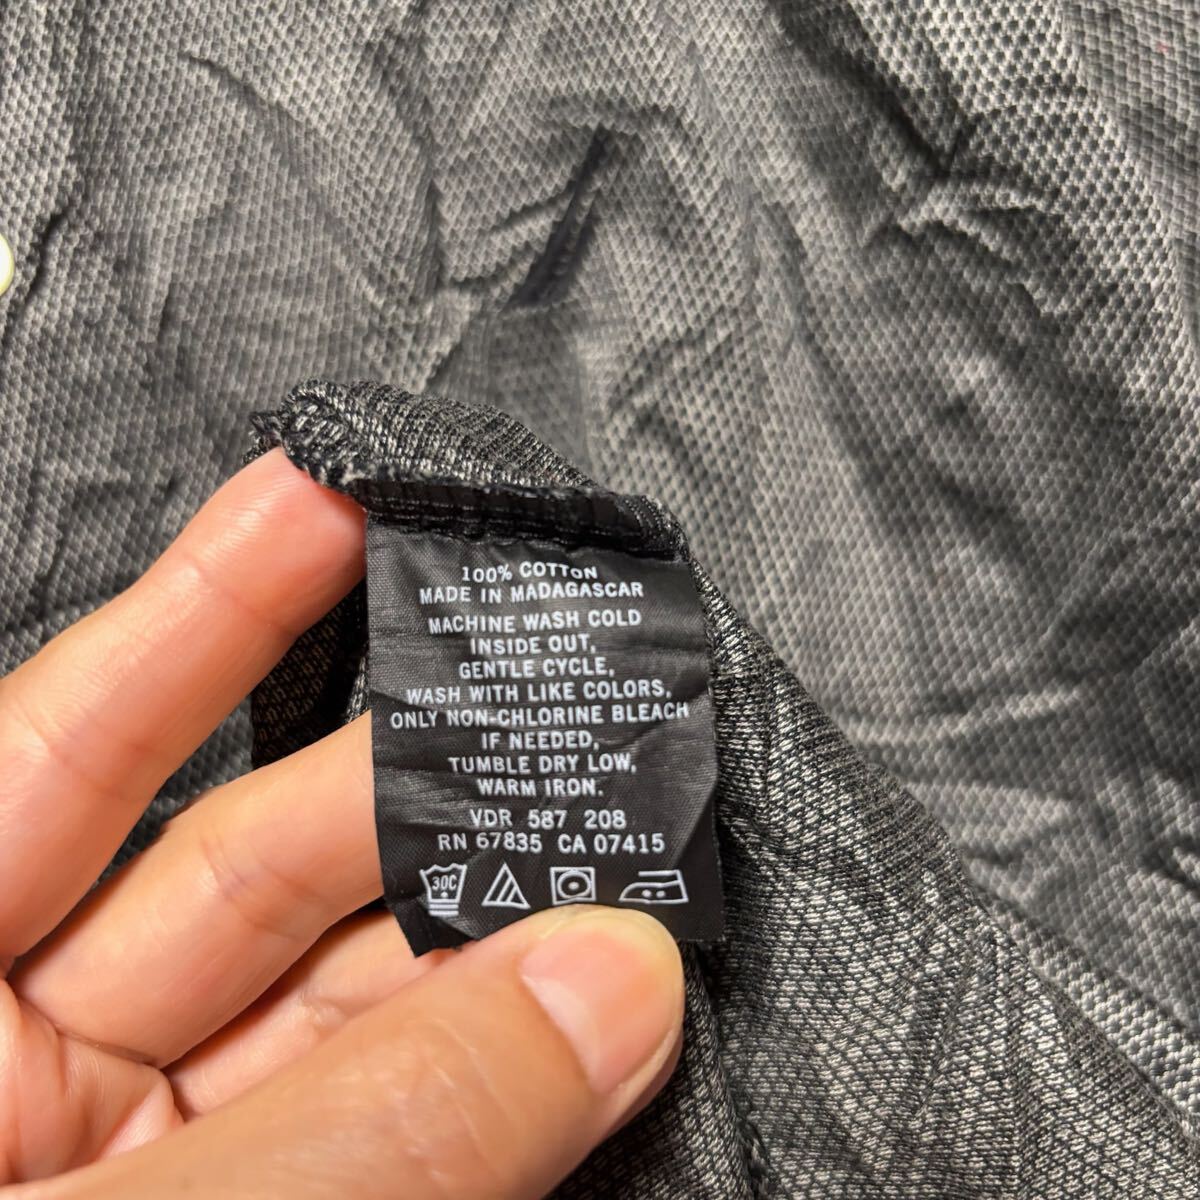 100% COTTON
MADE IN MADAGASCAR
MACHINE WASH COLD
INSIDE OUT,
GENTLE CYCLE,
WASH WITH LIKE COLORS,
ONLY NON-CHLORINE BLEACH
IF NEEDED,
TUMBLE DRY LOW,
WARM IRON.
VDR 587 208
RN 67835 CA 07415
30C